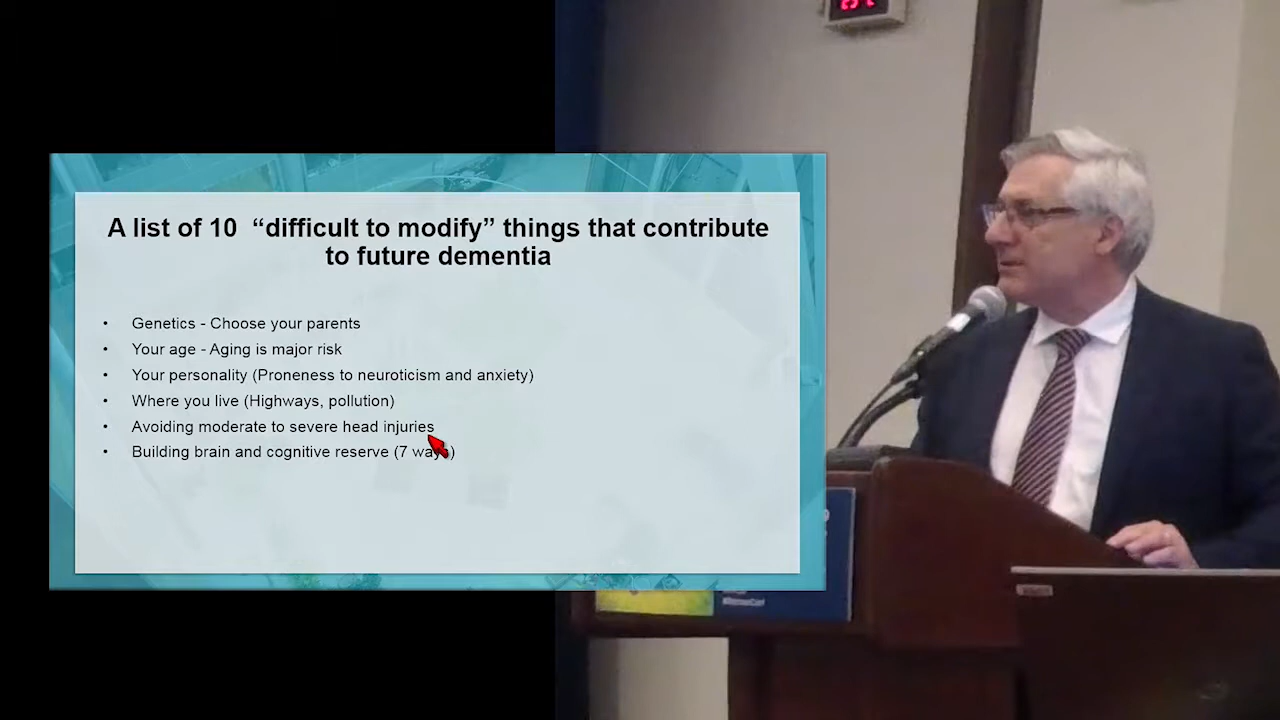 A list of 10 “difficult to modify” things that contribute
to future dementia
• Genetics - Choose your parents
• Your age - Aging is major risk
• Your personality (Proneness to neuroticism and anxiety)
• Where you live (Highways, pollution)
• Avoiding moderate to severe head injuries
• Building brain and cognitive reserve (7 ways)